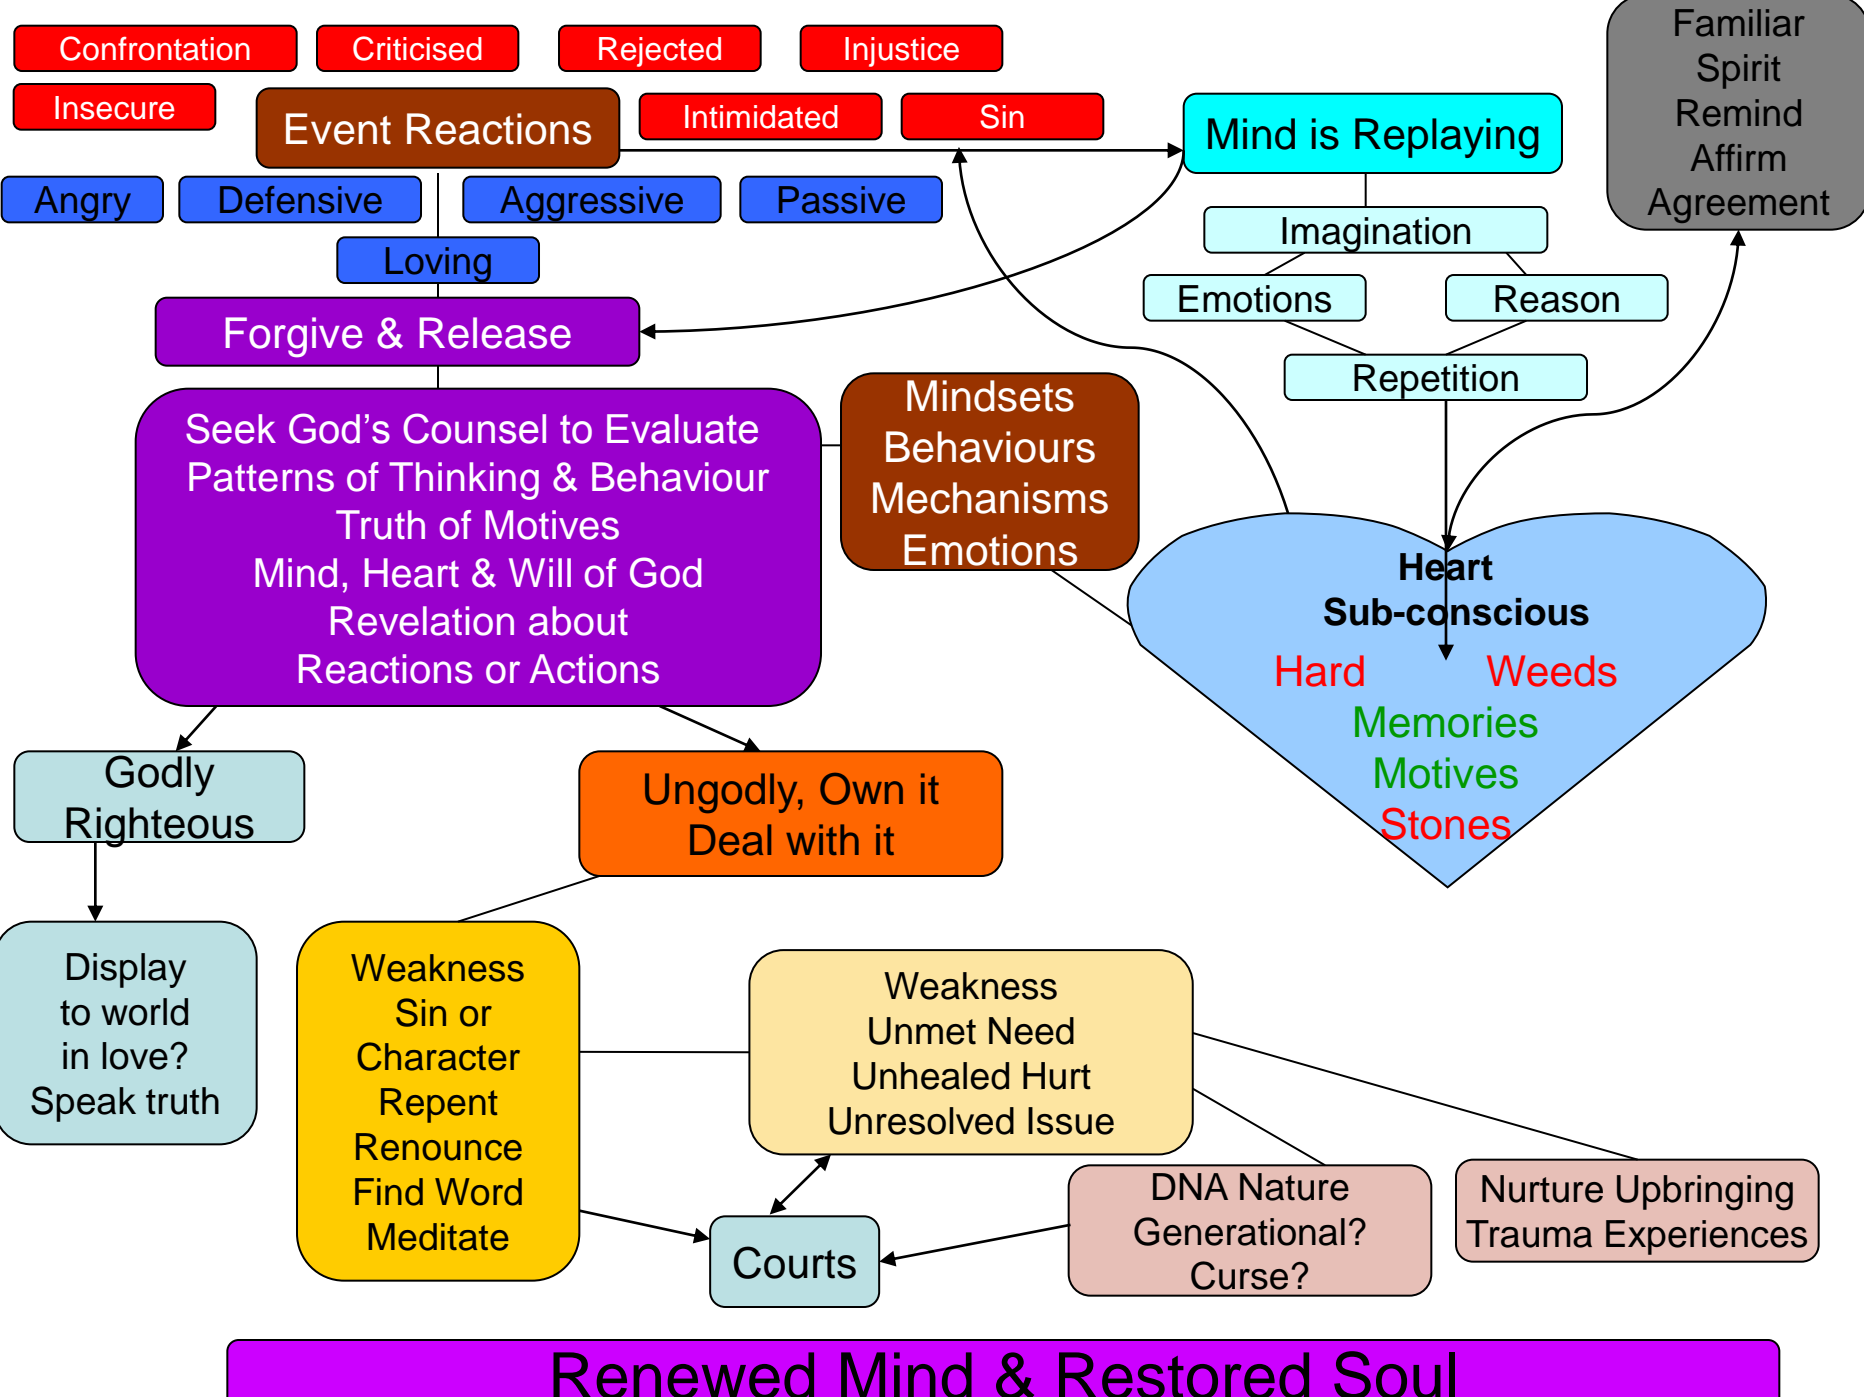 Confrontation
Criticised
Rejected
Injustice
Insecure
Event Reactions
Intimidated
Sin
Mind is Replaying
Familiar
Spirit
Remind
Affirm
Agreement
Angry
Defensive
Aggressive
Passive
Loving
Imagination
Emotions
Reason
Repetition
Forgive & Release
Seek God's Counsel to Evaluate
Patterns of Thinking & Behaviour
Truth of Motives
Mind, Heart & Will of God
Revelation about
Reactions or Actions
Mindsets
Behaviours
Mechanisms
Emotions
Heart
Sub-conscious
Hard Weeds
Memories
Motives
Stones
Godly
Righteous
Ungodly, Own it
Deal with it
Display
to world
in love?
Speak truth
Weakness
Sin or
Character
Repent
Renounce
Find Word
Meditate
Weakness
Unmet Need
Unhealed Hurt
Unresolved Issue
Courts
DNA Nature
Generational?
Curse?
Nurture Upbringing
Trauma Experiences
Renewed Mind & Restored Soul